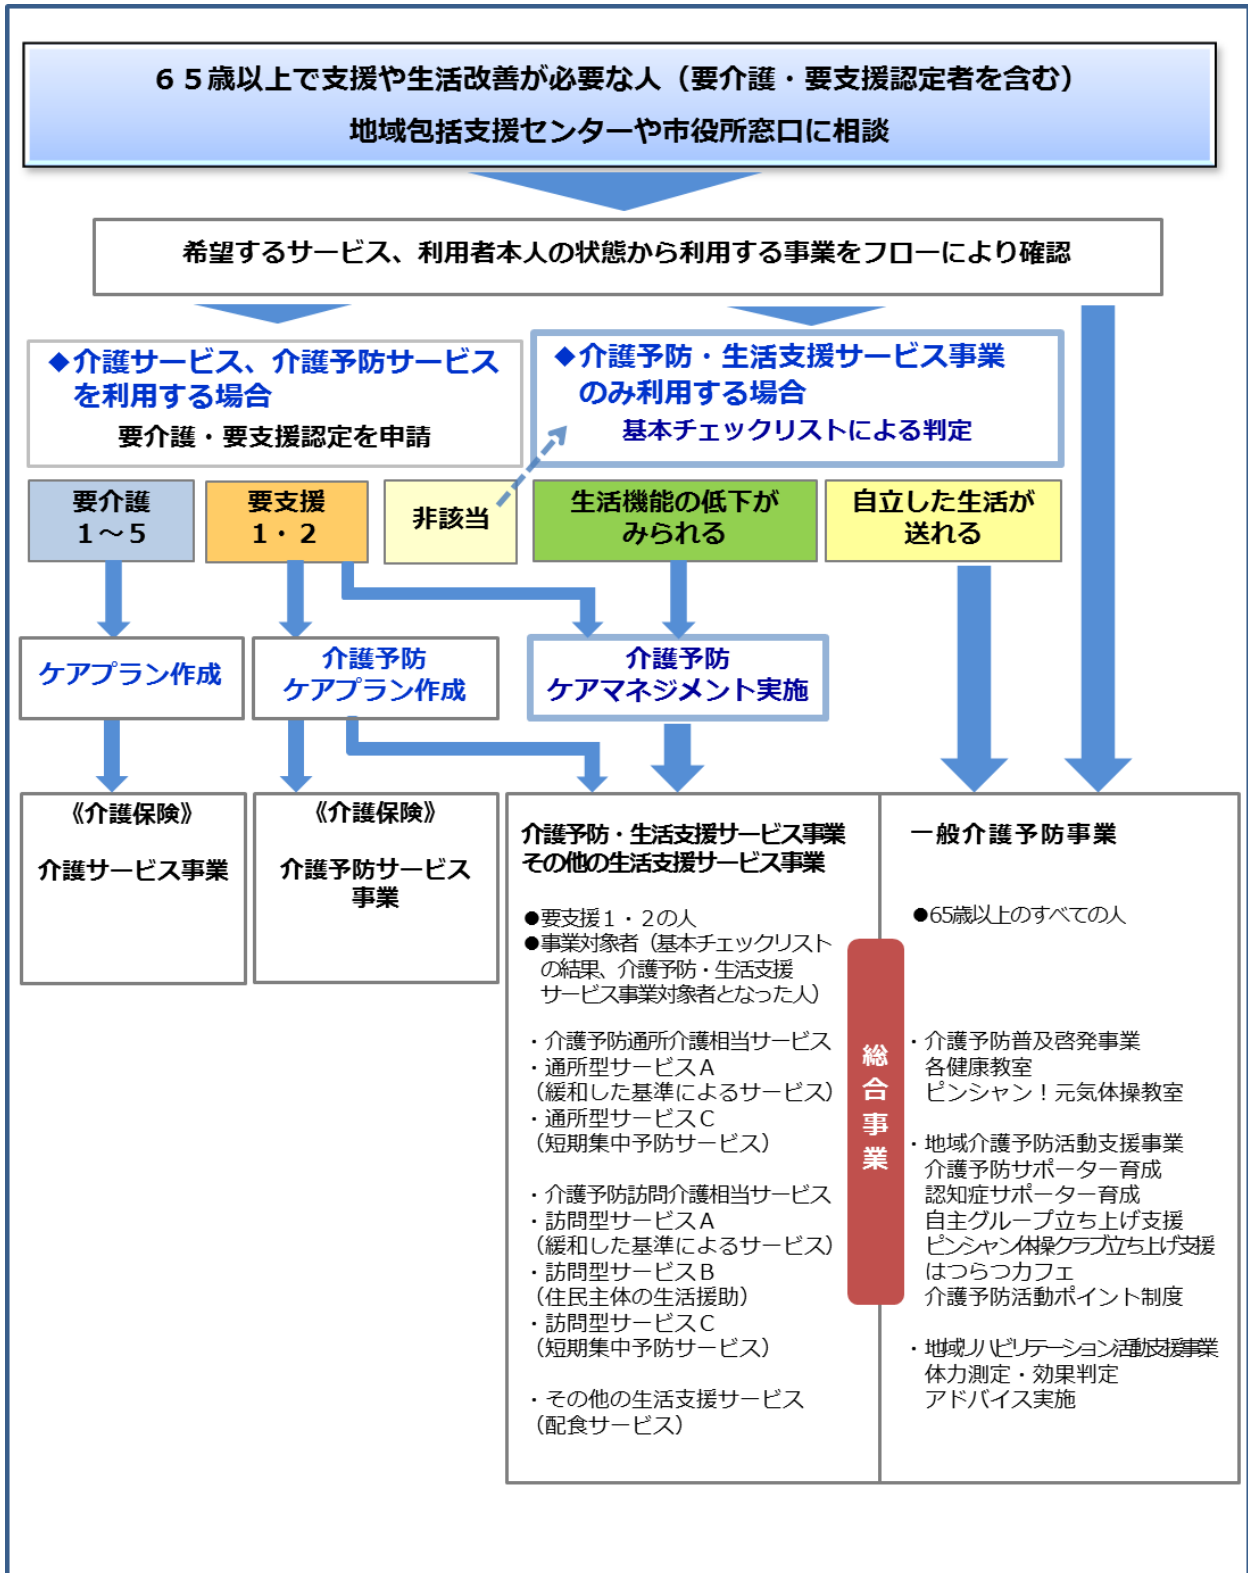 ６５歳以上で支援や生活改善が必要な人（要介護・要支援認定者を含む）
地域包括支援センターや市役所窓口に相談
希望するサービス、利用者本人の状態から利用する事業をフローにより確認
◆介護サービス、介護予防サービス
を利用する場合
要介護・要支援認定を申請
◆介護予防・生活支援サービス事業
のみ利用する場合
基本チェックリストによる判定
要介護
１～５
要支援
１・２
非該当
生活機能の低下が
みられる
自立した生活が
送れる
ケアプラン作成
介護予防
ケアプラン作成
介護予防
ケアマネジメント実施
《介護保険》
介護サービス事業
《介護保険》
介護予防サービス
事業
介護予防・生活支援サービス事業
その他の生活支援サービス事業
●要支援１・２の人
●事業対象者（基本チェックリスト
の結果、介護予防・生活支援
サービス事業対象者となった人）
・介護予防通所介護相当サービス
・通所型サービスＡ
（緩和した基準によるサービス）
・通所型サービスＣ
（短期集中予防サービス）
・介護予防訪問介護相当サービス
・訪問型サービスＡ
（緩和した基準によるサービス）
・訪問型サービスＢ
（住民主体の生活援助）
・訪問型サービスＣ
（短期集中予防サービス）
・その他の生活支援サービス
（配食サービス）
総合事業
一般介護予防事業
●65歳以上のすべての人
・介護予防普及啓発事業
各健康教室
ピンシャン！元気体操教室
・地域介護予防活動支援事業
介護予防サポーター育成
認知症サポーター育成
自主グループ立ち上げ支援
ピンシャン体操クラブ立ち上げ支援
はつらつカフェ
介護予防活動ポイント制度
・地域リハビリテーション活動支援事業
体力測定・効果判定
アドバイス実施